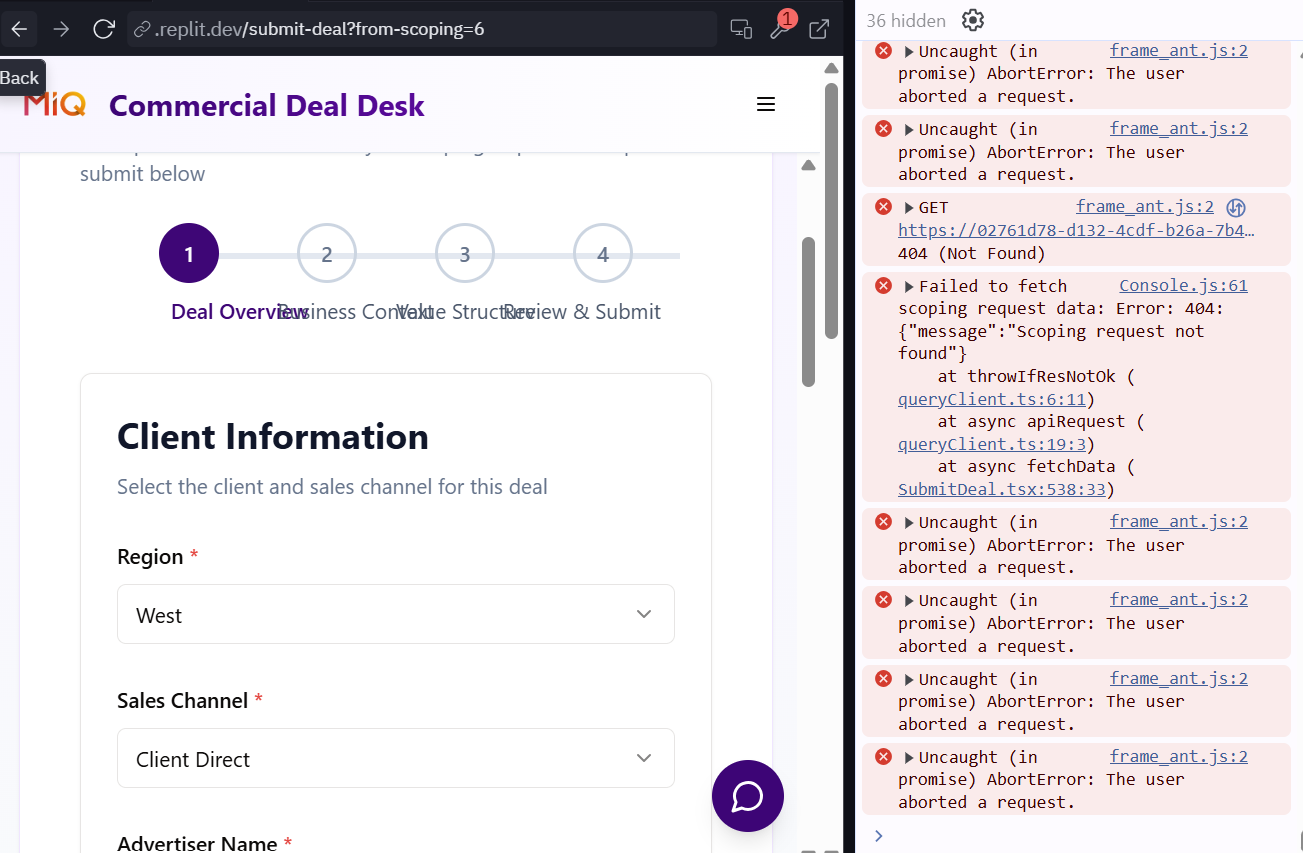 .replit.dev/submit-deal?from-scoping=6
1
Back
MiQ
Commercial Deal Desk
submit below
1
2
3
4
Deal Overview
Business Context
Value Structure
Review & Submit
Client Information
Select the client and sales channel for this deal
Region *
West
Sales Channel *
Client Direct
Advertiser Name *
36 hidden
Uncaught (in frame_ant.js:2
promise) AbortError: The user
aborted a request.
Uncaught (in frame_ant.js:2
promise) AbortError: The user
aborted a request.
GET frame_ant.js:2
https://02761d78-d132-4cdf-b26a-7b4…
404 (Not Found)
Failed to fetch Console.js:61
scoping request data: Error: 404:
{"message":"Scoping request not
found"}
at throwIfResNotOk (
queryClient.ts:6:11)
at async apiRequest (
queryClient.ts:19:3)
at async fetchData (
SubmitDeal.tsx:538:33)
Uncaught (in frame_ant.js:2
promise) AbortError: The user
aborted a request.
Uncaught (in frame_ant.js:2
promise) AbortError: The user
aborted a request.
Uncaught (in frame_ant.js:2
promise) AbortError: The user
aborted a request.
Uncaught (in frame_ant.js:2
promise) AbortError: The user
aborted a request.